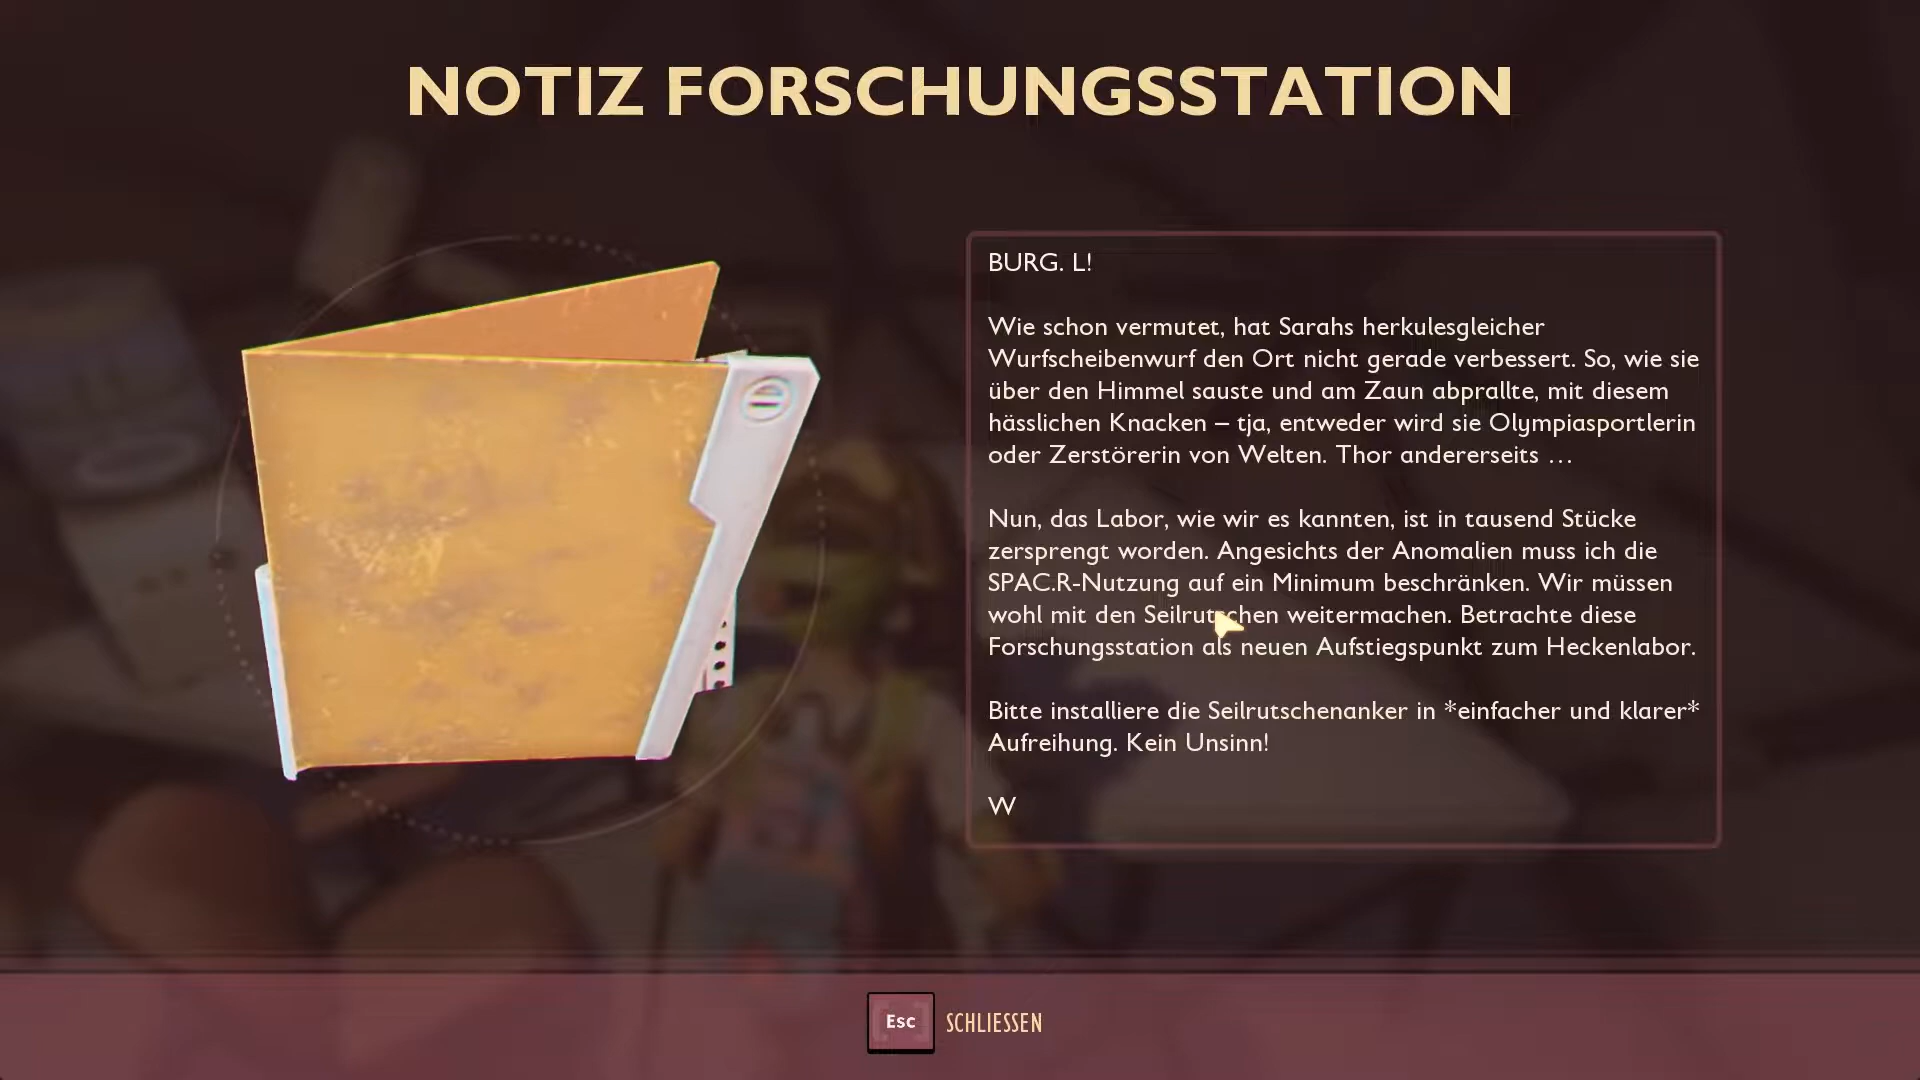 NOTIZ FORSCHUNGSSTATION
BURG. L!
Wie schon vermutet, hat Sarahs herkulesgleicher
Wurfscheibenwurf den Ort nicht gerade verbessert. So, wie sie
über den Himmel sauste und am Zaun abprallte, mit diesem
hässlichen Knacken – tja, entweder wird sie Olympiasportlerin
oder Zerstörerin von Welten. Thor andererseits …
Nun, das Labor, wie wir es kannten, ist in tausend Stücke
zersprengt worden. Angesichts der Anomalien muss ich die
SPAC.R-Nutzung auf ein Minimum beschränken. Wir müssen
wohl mit den Seilrutschen weitermachen. Betrachte diese
Forschungsstation als neuen Aufstiegspunkt zum Heckenlabor.
Bitte installiere die Seilrutschenanker in *einfacher und klarer*
Aufreihung. Kein Unsinn!
W
Esc SCHLIESSEN